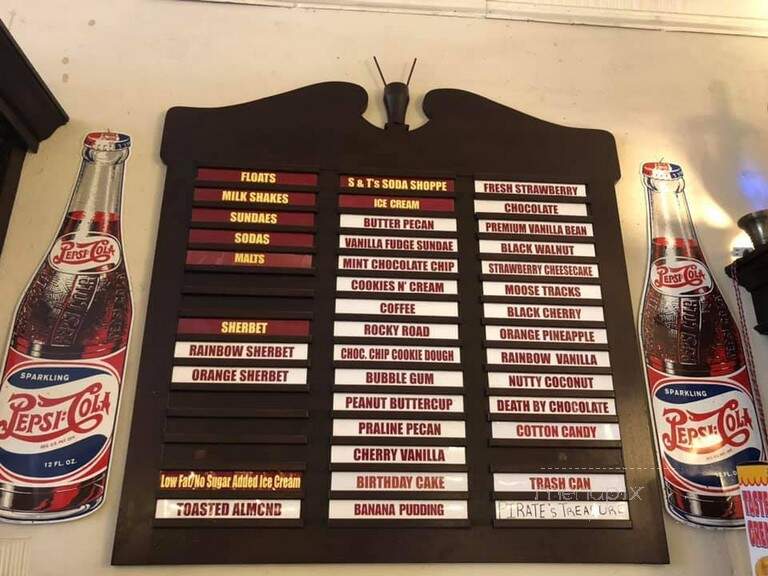 FLOATS
MILK SHAKES
SUNDAES
SODAS
MALTS
SHERBET
RAINBOW SHERBET
ORANGE SHERBET
Low Fat/No Sugar Added Ice Cream
TOASTED ALMOND
S & T's SODA SHOPPE
ICE CREAM
BUTTER PECAN
VANILLA FUDGE SUNDAE
MINT CHOCOLATE CHIP
COOKIES N' CREAM
COFFEE
ROCKY ROAD
CHOC. CHIP COOKIE DOUGH
BUBBLE GUM
PEANUT BUTTERCUP
PRALINE PECAN
CHERRY VANILLA
BIRTHDAY CAKE
BANANA PUDDING
FRESH STRAWBERRY
CHOCOLATE
PREMIUM VANILLA BEAN
BLACK WALNUT
STRAWBERRY CHEESECAKE
MOOSE TRACKS
BLACK CHERRY
ORANGE PINEAPPLE
RAINBOW VANILLA
NUTTY COCONUT
DEATH BY CHOCOLATE
COTTON CANDY
TRASH CAN
PIRATE'S TREASURE
menupix
PEPSI-COLA
SPARKLING
PEPSI-COLA
12 FL. OZ.
PEPSI-COLA
SPARKLING
PEPSI-COLA